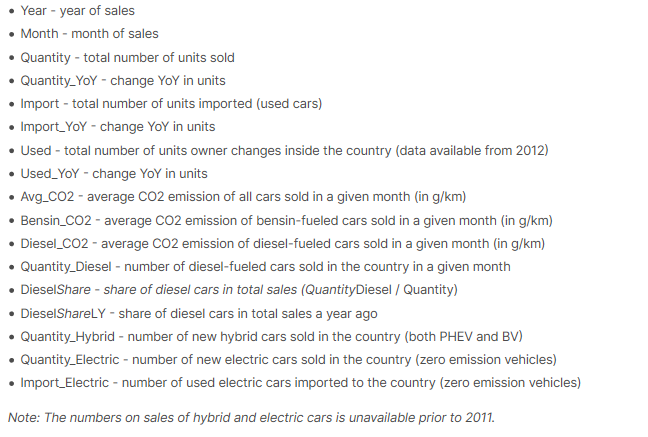 • Year - year of sales
• Month - month of sales
• Quantity - total number of units sold
• Quantity_YoY - change YoY in units
• Import - total number of units imported (used cars)
• Import_YoY - change YoY in units
• Used - total number of units owner changes inside the country (data available from 2012)
• Used_YoY - change YoY in units
• Avg_CO2 - average CO2 emission of all cars sold in a given month (in g/km)
• Bensin_CO2 - average CO2 emission of bensin-fueled cars sold in a given month (in g/km)
• Diesel_CO2 - average CO2 emission of diesel-fueled cars sold in a given month (in g/km)
• Quantity_Diesel - number of diesel-fueled cars sold in the country in a given month
• DieselShare - share of diesel cars in total sales (QuantityDiesel / Quantity)
• DieselShareLY - share of diesel cars in total sales a year ago
• Quantity_Hybrid - number of new hybrid cars sold in the country (both PHEV and BV)
• Quantity_Electric - number of new electric cars sold in the country (zero emission vehicles)
• Import_Electric - number of used electric cars imported to the country (zero emission vehicles)
Note: The numbers on sales of hybrid and electric cars is unavailable prior to 2011.